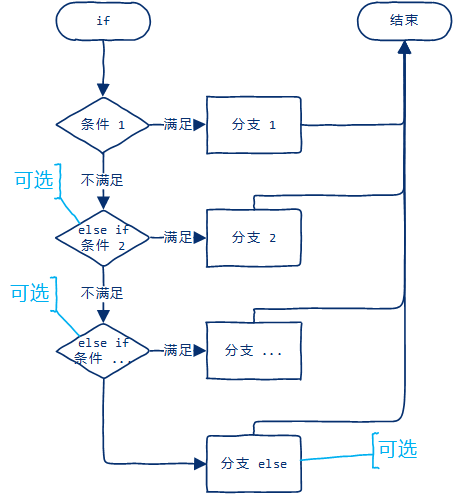 if
结束
条件 1
满足
分支 1
可选
不满足
else if
条件 2
满足
分支 2
可选
不满足
else if
条件 ...
满足
分支 ...
分支 else
可选